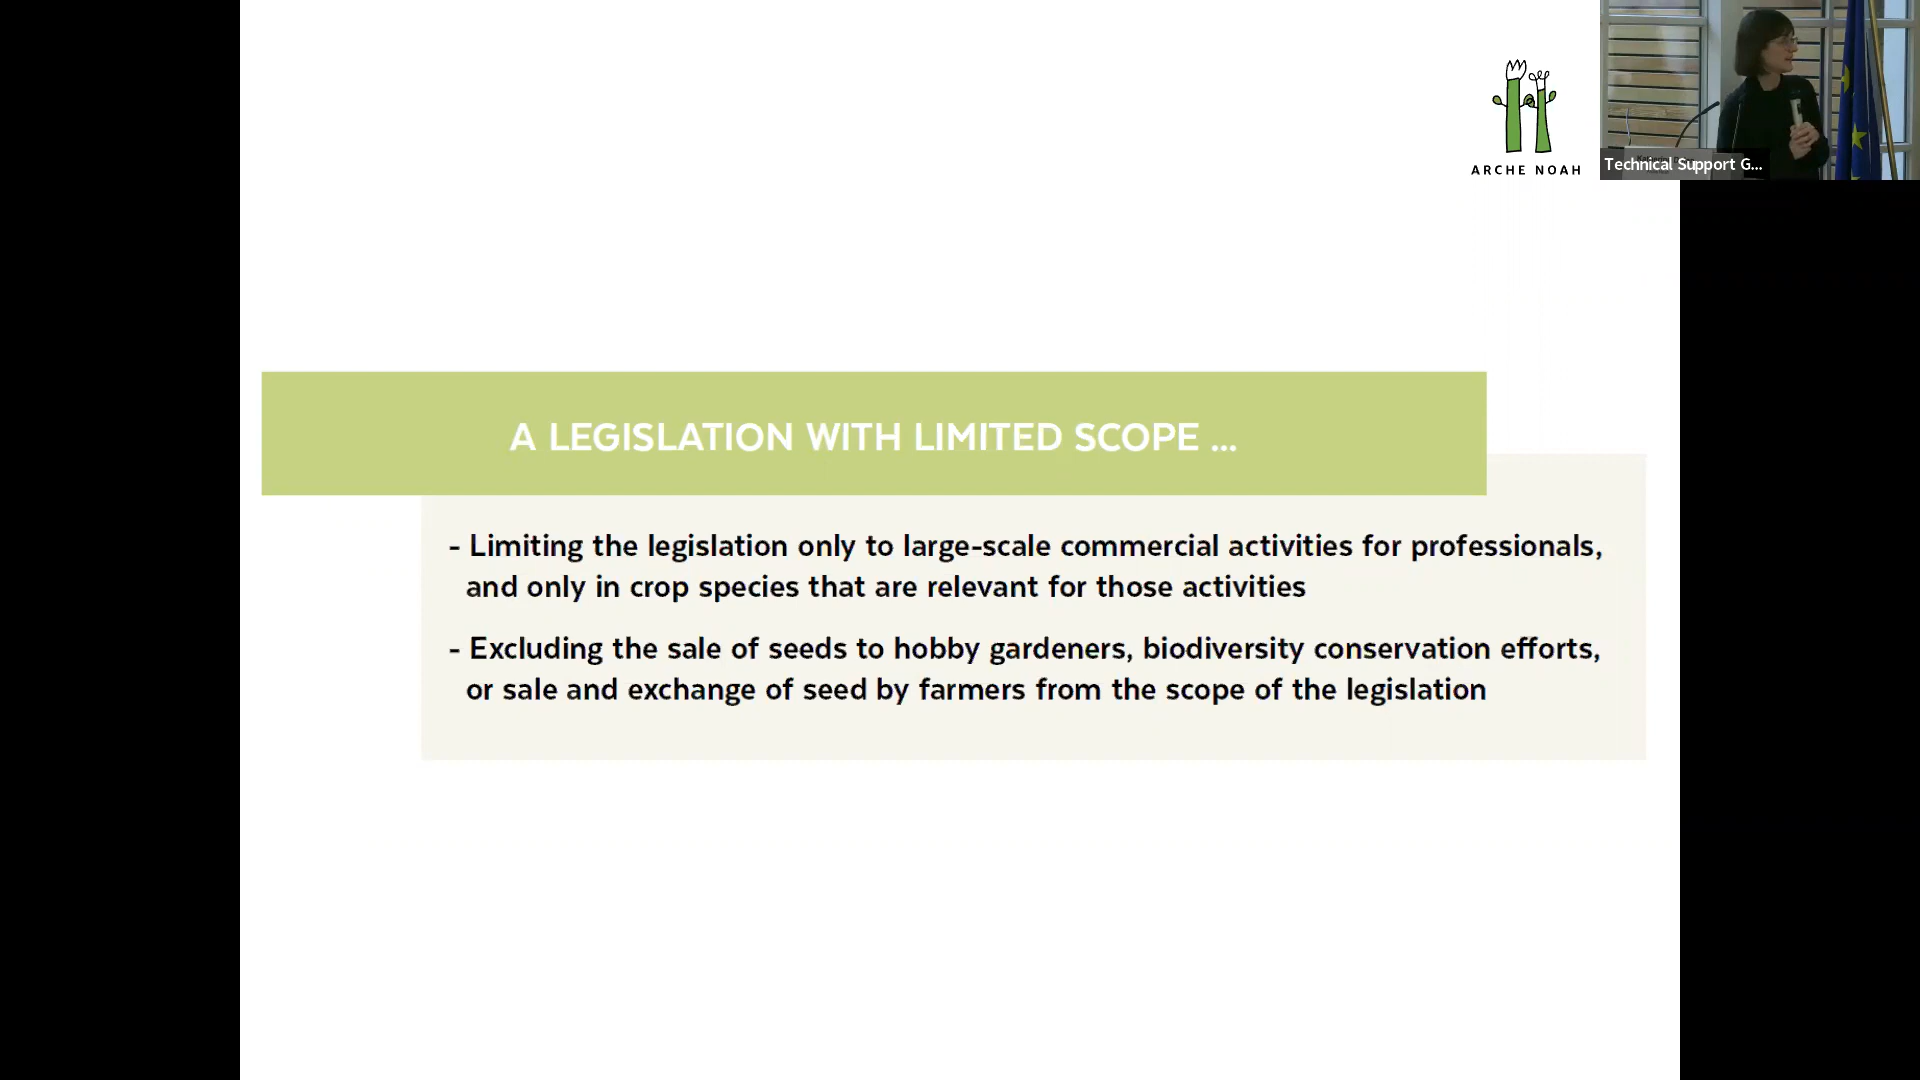 ARCHE NOAH
Technical Support G...
A LEGISLATION WITH LIMITED SCOPE ...
- Limiting the legislation only to large-scale commercial activities for professionals,
and only in crop species that are relevant for those activities
- Excluding the sale of seeds to hobby gardeners, biodiversity conservation efforts,
or sale and exchange of seed by farmers from the scope of the legislation